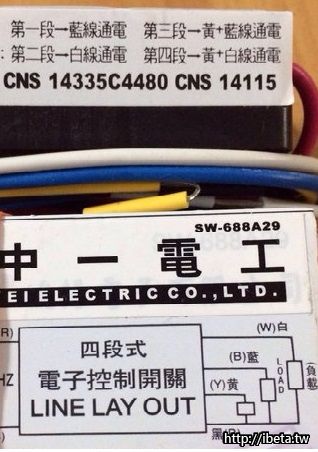 第一段→藍線通電 第三段→黃+藍線通電
:第二段→白線通電 第四段→黃+白線通電
CNS 14335C4480 CNS 14115
SW-688A29
中一電工
EI ELECTRIC CO.,LTD.
R)
四段式
電子控制開關
LINE LAY OUT
HZ
(W)白
(B)藍
(Y)黃
LOAD
(負載)
黑(B)
http://ibeta.tw